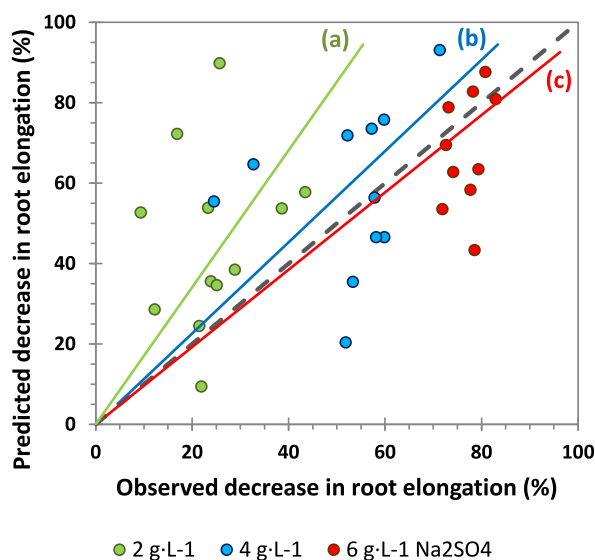 Predicted decrease in root elongation (%)
100
80
60
40
20
0
(a)
(b)
(c)
0 20 40 60 80 100
Observed decrease in root elongation (%)
2 g·L-1 4 g·L-1 6 g·L-1 Na2SO4